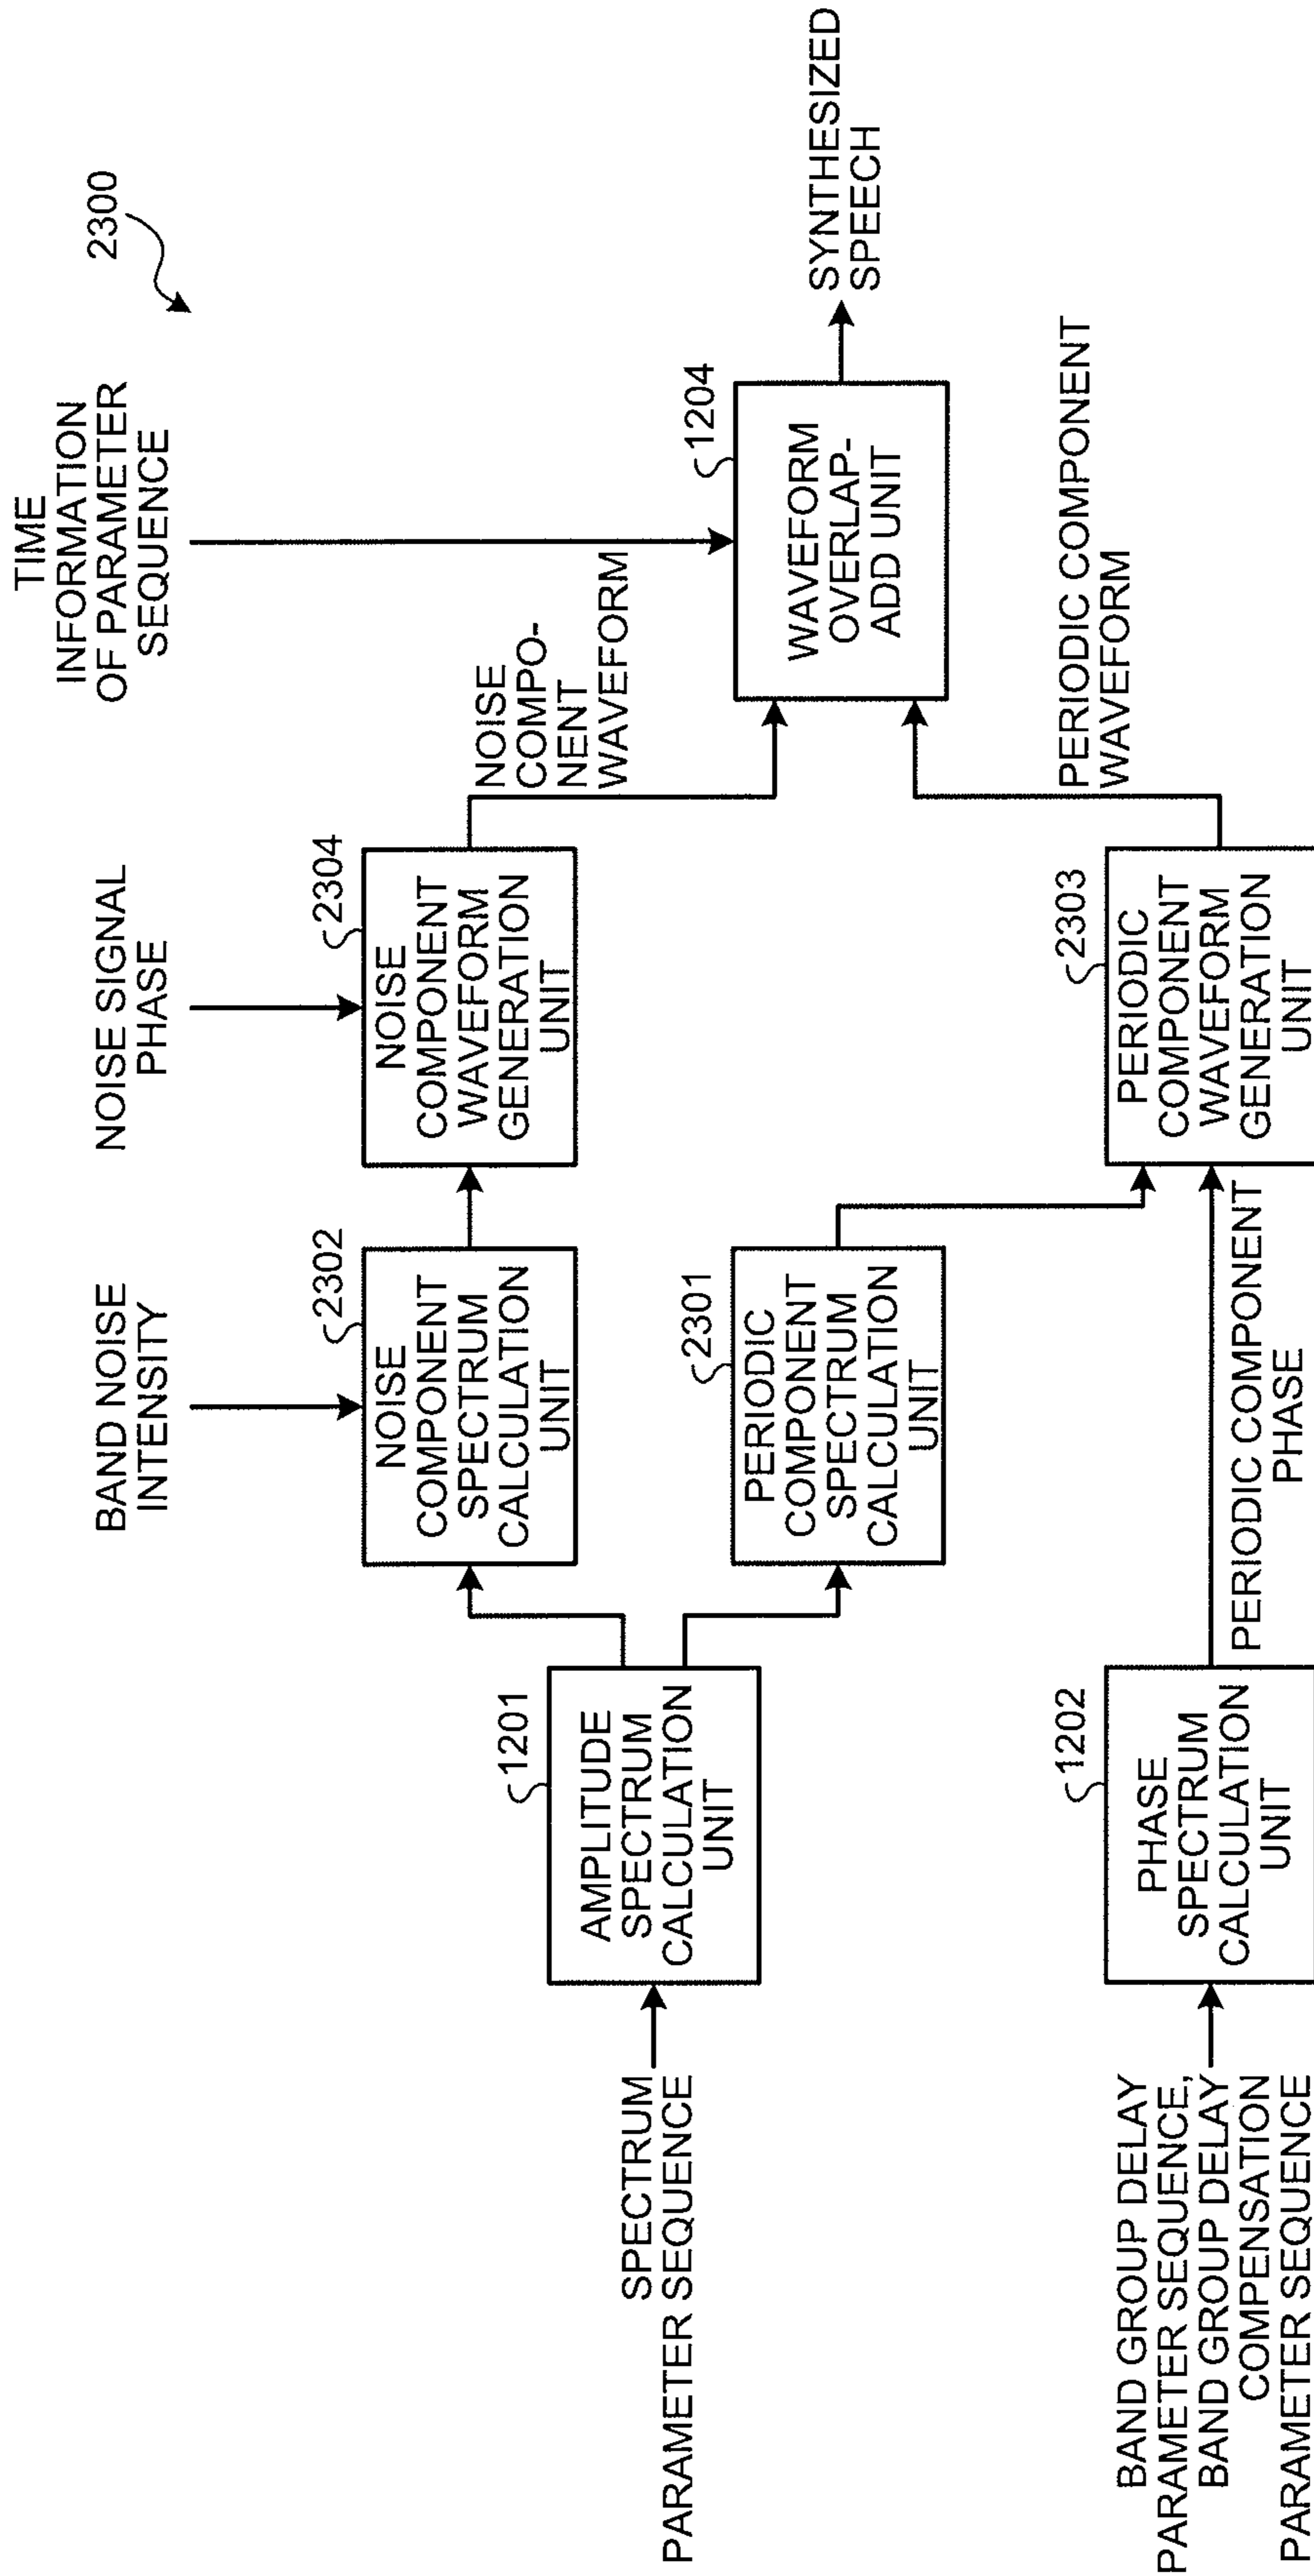 2300
TIME
INFORMATION
OF PARAMETER
SEQUENCE
NOISE SIGNAL
PHASE
BAND NOISE
INTENSITY
2302
NOISE
COMPONENT
SPECTRUM
CALCULATION
UNIT
2304
NOISE
COMPONENT
WAVEFORM
GENERATION
UNIT
NOISE
COMPO-
NENT
WAVEFORM
SPECTRUM
PARAMETER SEQUENCE
1201
AMPLITUDE
SPECTRUM
CALCULATION
UNIT
2301
PERIODIC
COMPONENT
SPECTRUM
CALCULATION
UNIT
1204
WAVEFORM
OVERLAP-
ADD UNIT
SYNTHESIZED
SPEECH
BAND GROUP DELAY
PARAMETER SEQUENCE,
BAND GROUP DELAY
COMPENSATION
PARAMETER SEQUENCE
1202
PHASE
SPECTRUM
CALCULATION
UNIT
PERIODIC COMPONENT
PHASE
2303
PERIODIC
COMPONENT
WAVEFORM
GENERATION
UNIT
PERIODIC COMPONENT
WAVEFORM